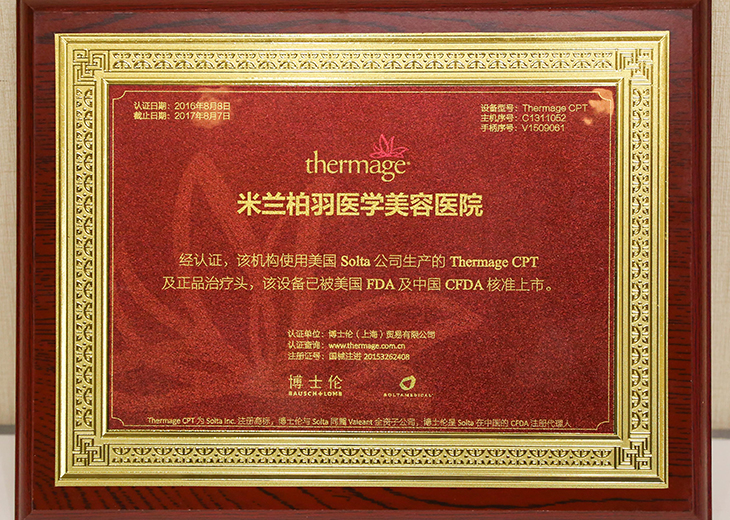 认证日期：2016年8月8日
截止日期：2017年8月7日
设备型号：Thermage CPT
主机序号：C1311052
手柄序号：V1509061
thermage®
米兰柏羽医学美容医院
经认证，该机构使用美国 Solta 公司生产的 Thermage CPT
及正品治疗头，该设备已被美国 FDA 及中国 CFDA 核准上市。
认证单位：博士伦（上海）贸易有限公司
认证查询：www.thermage.com.cn
注册证号：国械注进 20153262408
博士伦
BAUSCH+LOMB
SOLTAMEDICAL
Thermage CPT 为 Solta Inc. 注册商标，博士伦与 Solta 同属 Valeant 全资子公司，博士伦是 Solta 在中国的 CFDA 注册代理人